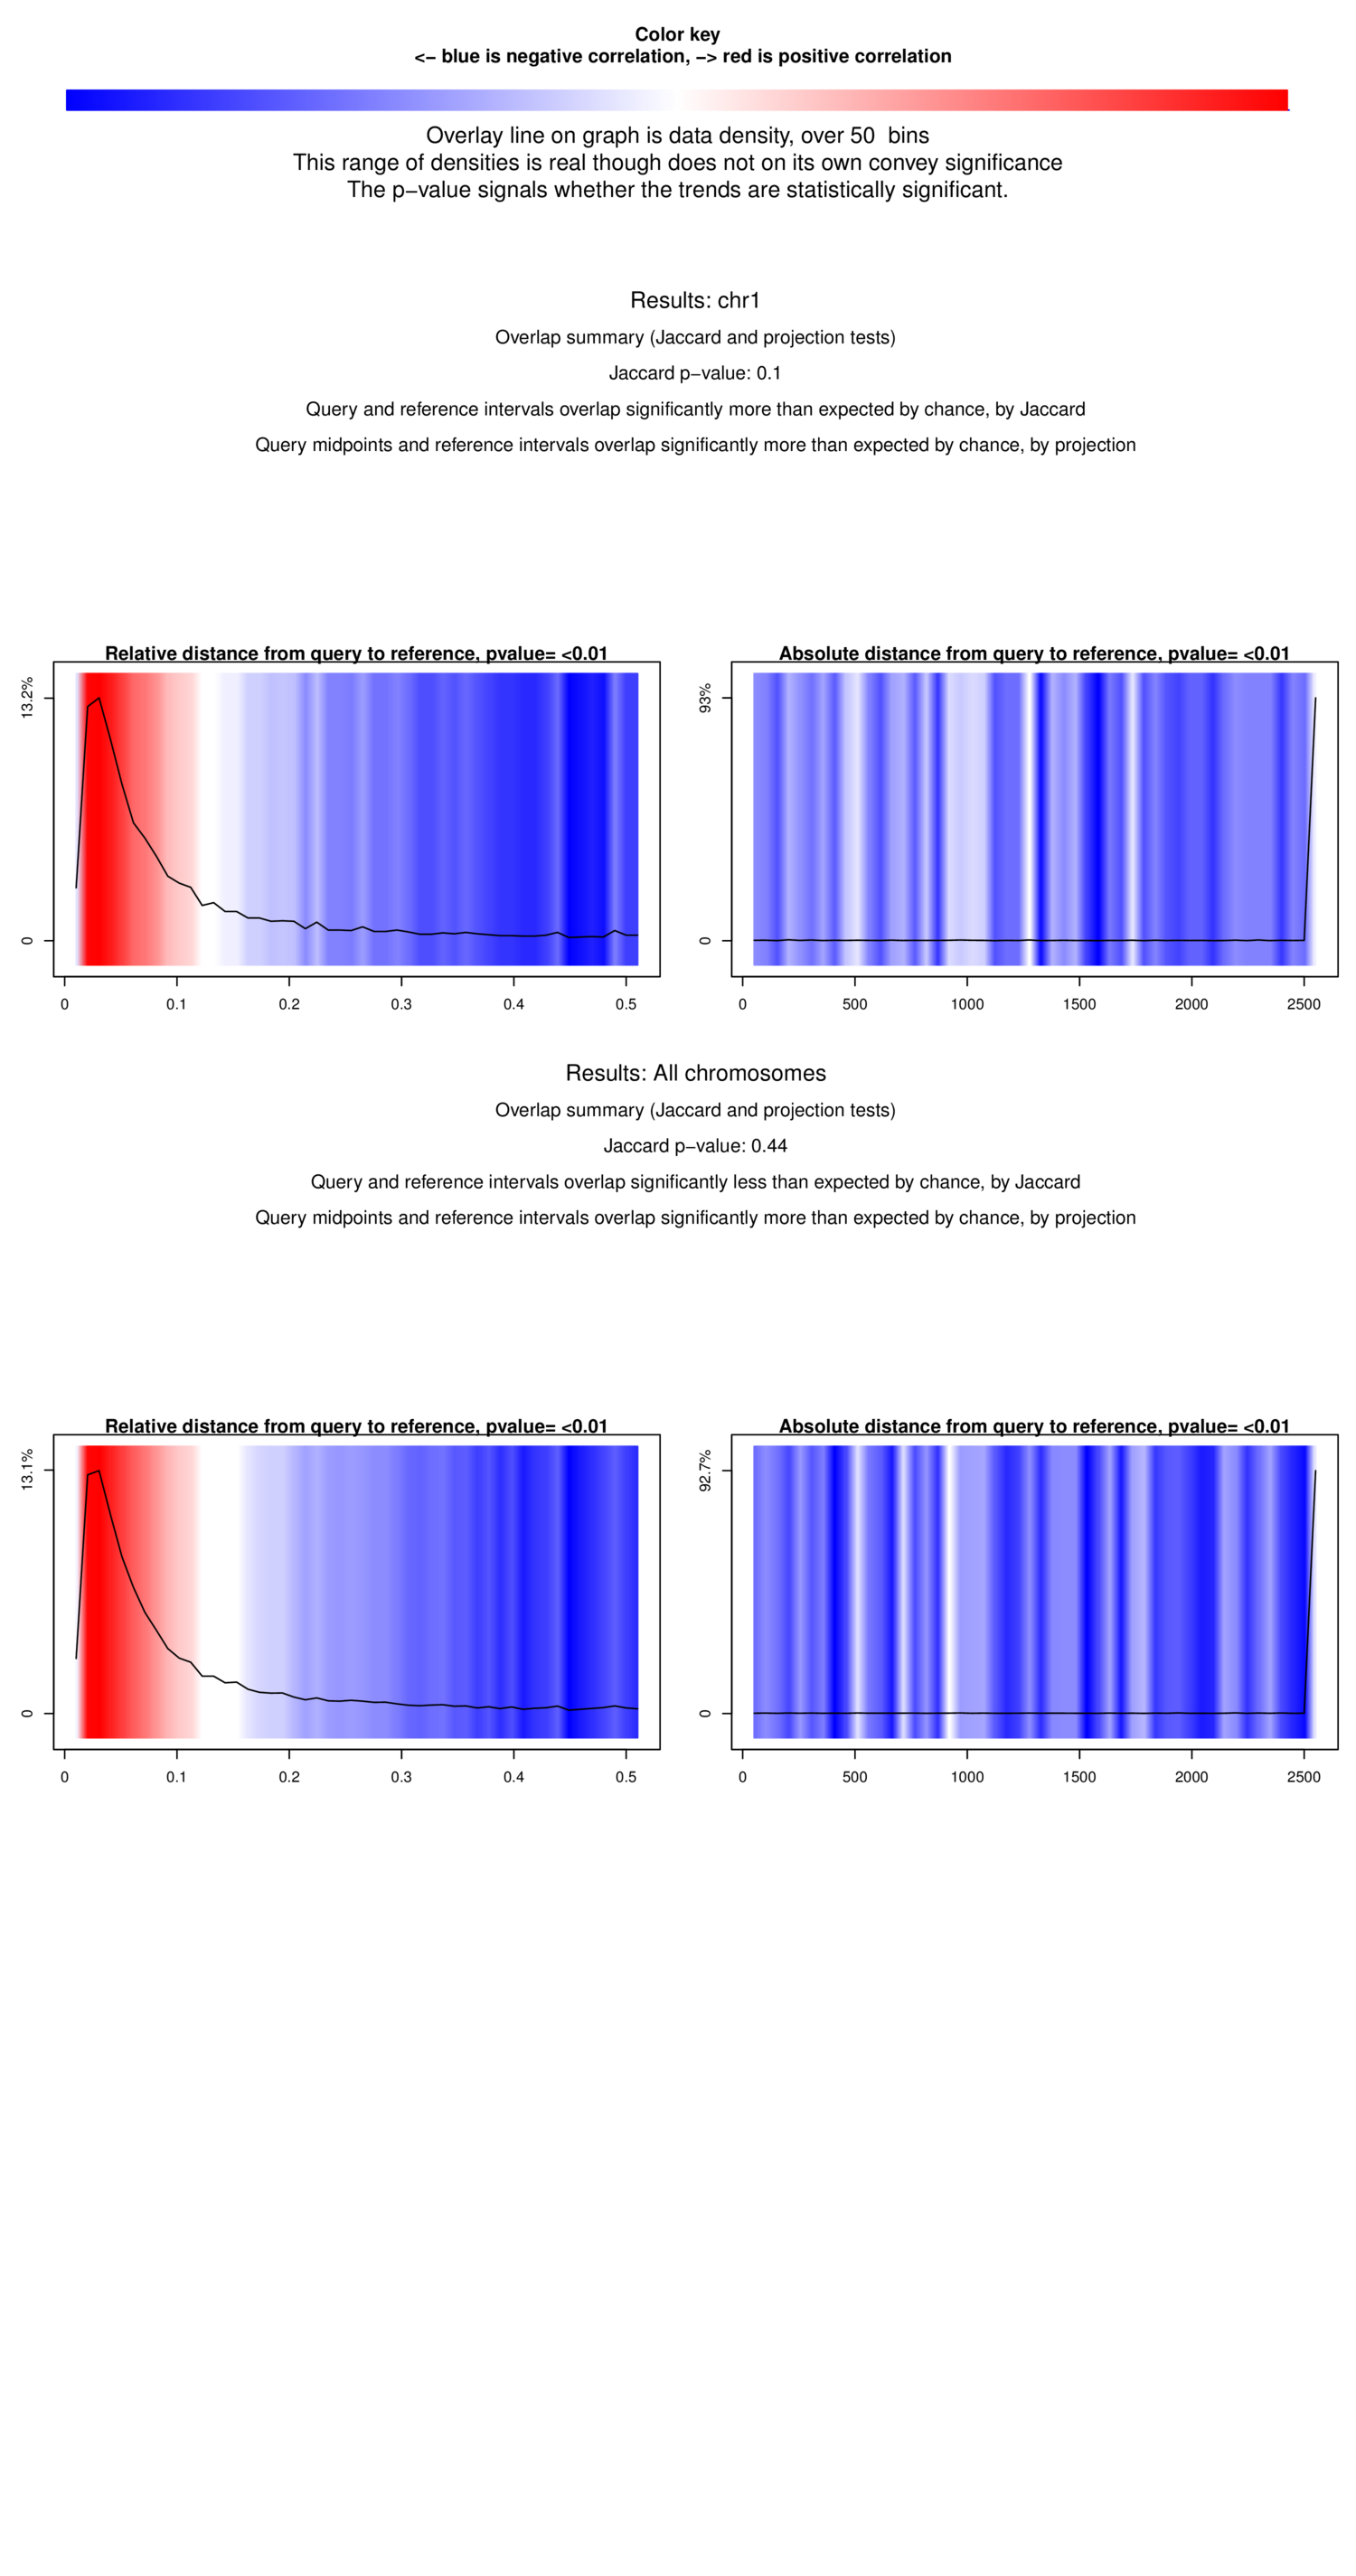 Color key
<− blue is negative correlation, −> red is positive correlation
Overlay line on graph is data density, over 50  bins
This range of densities is real though does not on its own convey significance
The p−value signals whether the trends are statistically significant.
Results: chr1
Overlap summary (Jaccard and projection tests)
Jaccard p−value: 0.1
Query and reference intervals overlap significantly more than expected by chance, by Jaccard
Query midpoints and reference intervals overlap significantly more than expected by chance, by projection
Relative distance from query to reference, pvalue= <0.01
13.2%
0
0 0.1 0.2 0.3 0.4 0.5
Absolute distance from query to reference, pvalue= <0.01
93%
0
0 500 1000 1500 2000 2500
Results: All chromosomes
Overlap summary (Jaccard and projection tests)
Jaccard p−value: 0.44
Query and reference intervals overlap significantly less than expected by chance, by Jaccard
Query midpoints and reference intervals overlap significantly more than expected by chance, by projection
Relative distance from query to reference, pvalue= <0.01
13.1%
0
0 0.1 0.2 0.3 0.4 0.5
Absolute distance from query to reference, pvalue= <0.01
92.7%
0
0 500 1000 1500 2000 2500